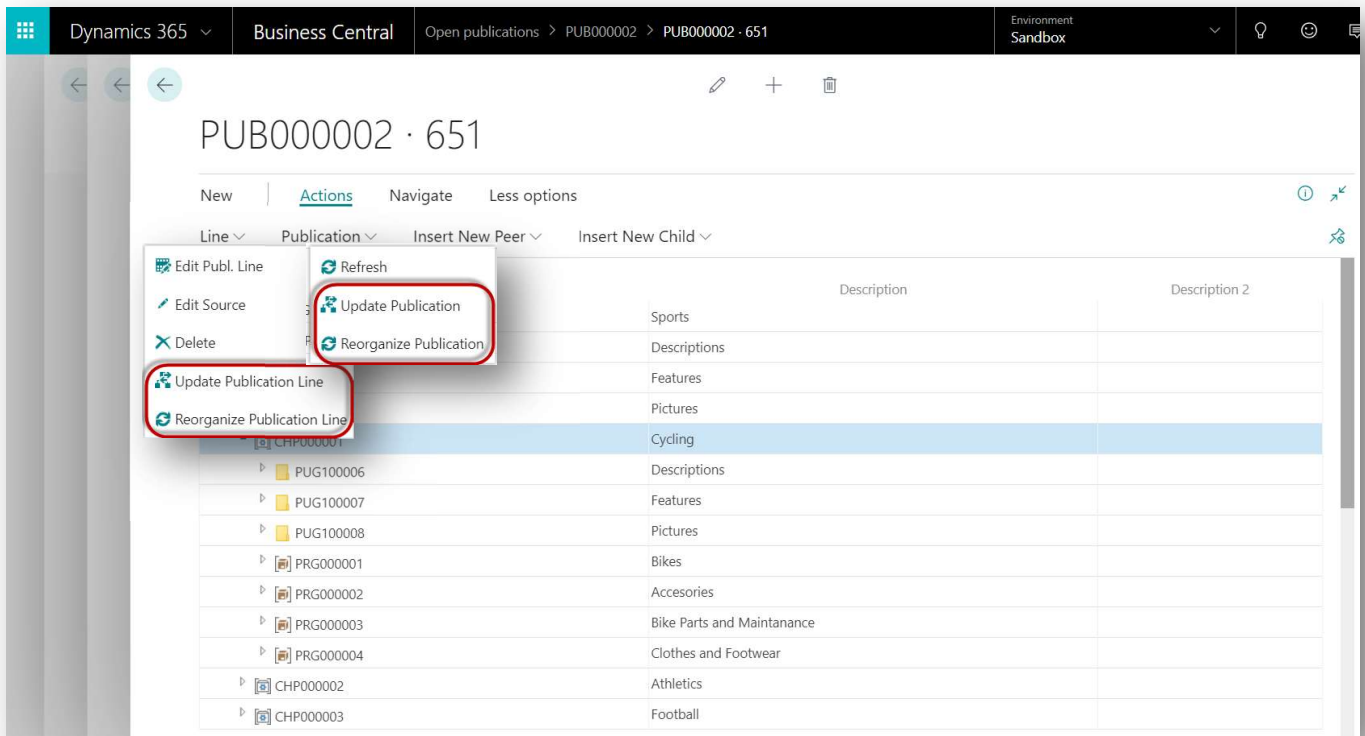 Dynamics 365 Business Central Open publications > PUB000002 > PUB000002 · 651 Environment
Sandbox
PUB000002 · 651
New Actions Navigate Less options
Line Publication Insert New Peer Insert New Child
Edit Publ. Line Refresh
Description Description 2
Edit Source Update Publication
Sports
Delete Reorganize Publication
Descriptions
Update Publication Line Features
Pictures
Reorganize Publication Line
CHP000001 Cycling
PUG100006 Descriptions
PUG100007 Features
PUG100008 Pictures
PRG000001 Bikes
PRG000002 Accesories
PRG000003 Bike Parts and Maintanance
PRG000004 Clothes and Footwear
CHP000002 Athletics
CHP000003 Football